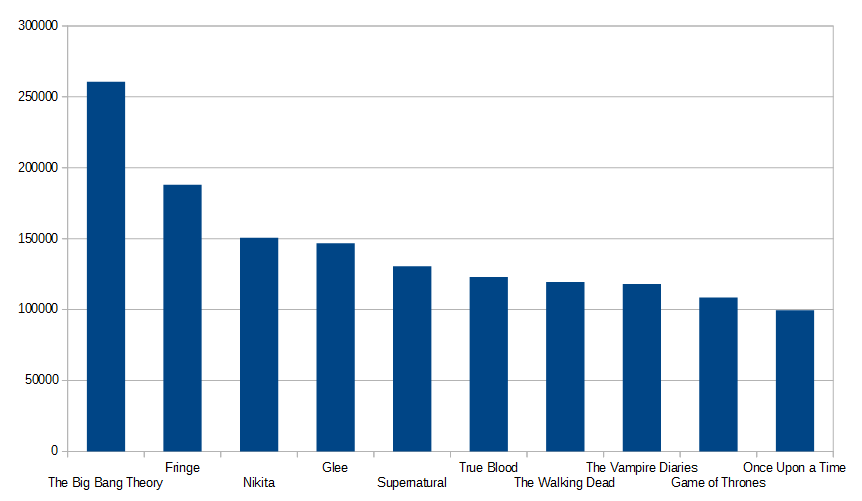 300000
250000
200000
150000
100000
50000
0
Fringe
Glee
True Blood
The Vampire Diaries
Once Upon a Time
The Big Bang Theory
Nikita
Supernatural
The Walking Dead
Game of Thrones